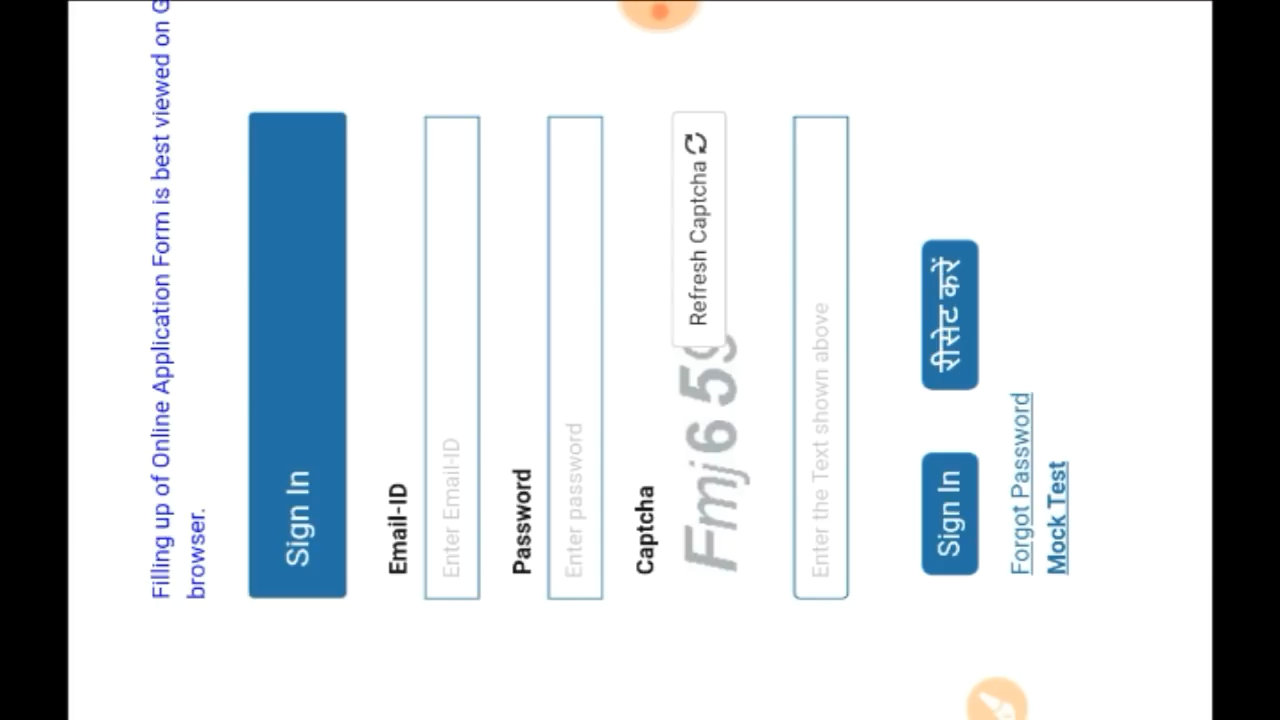 Filling up of Online Application Form is best viewed on
browser.
Sign In
Email-ID
Enter Email-ID
Password
Enter password
Captcha
Fmj65
Refresh Captcha
Enter the Text shown above
Sign In रीसेट करें
Forgot Password
Mock Test